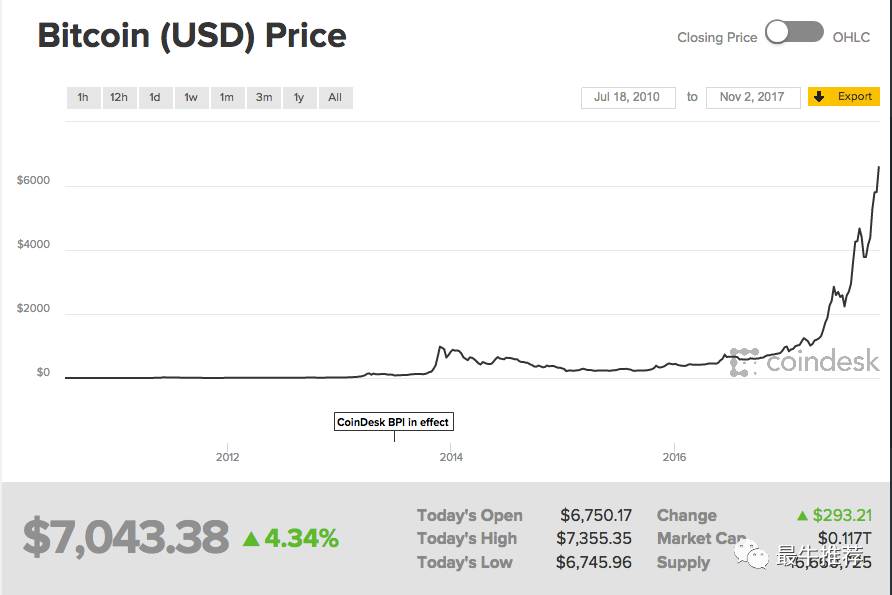 Bitcoin (USD) Price
Closing Price OHLC
1h 12h 1d 1w 1m 3m 1y All
Jul 18, 2010 to Nov 2, 2017 Export
$6000
$4000
$2000
$0
coindesk
CoinDesk BPI in effect
2012 2014 2016
$7,043.38 4.34%
Today's Open $6,750.17 Change $293.21
Today's High $7,355.35 Market Cap $0.117T
Today's Low $6,745.96 Supply
最牛推荐